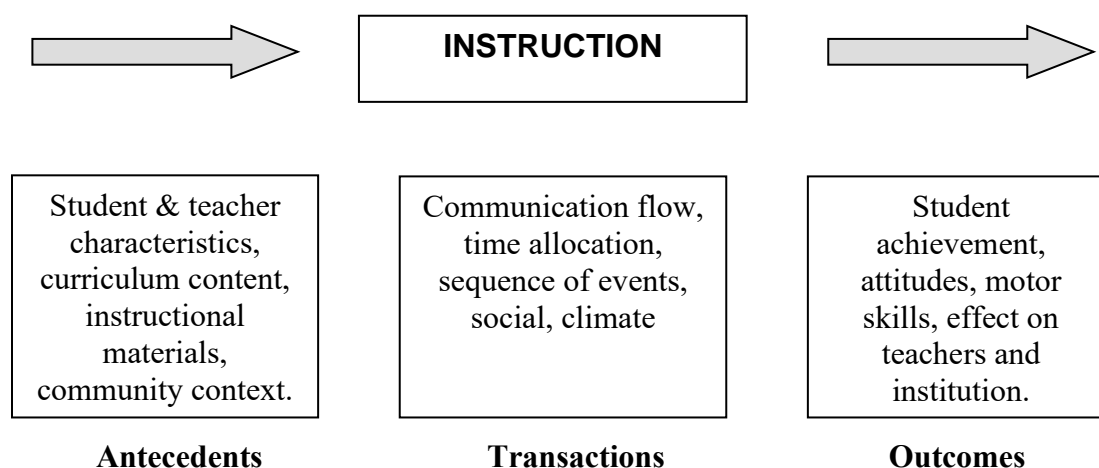 INSTRUCTION
Student & teacher
characteristics,
curriculum content,
instructional
materials,
community context.
Communication flow,
time allocation,
sequence of events,
social, climate
Student
achievement,
attitudes, motor
skills, effect on
teachers and
institution.
Antecedents
Transactions
Outcomes